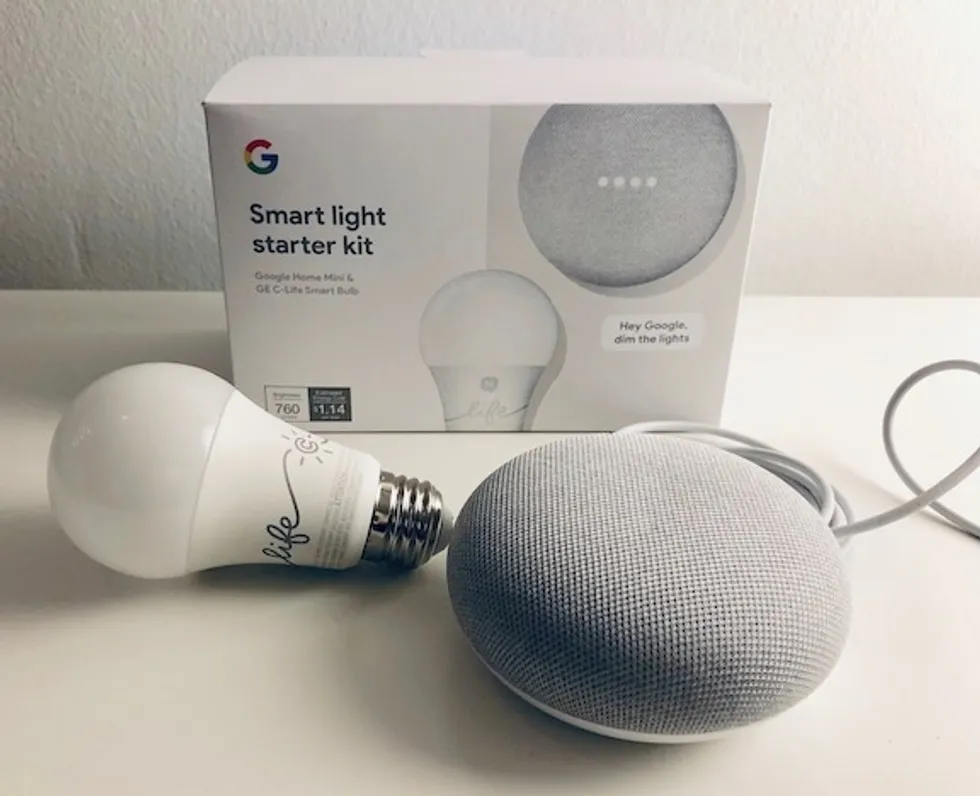 G
Smart light
starter kit
Google Home Mini &
GE C-Life Smart Bulb
Hey Google,
dim the lights
Brightness
760
$1.14
life
life